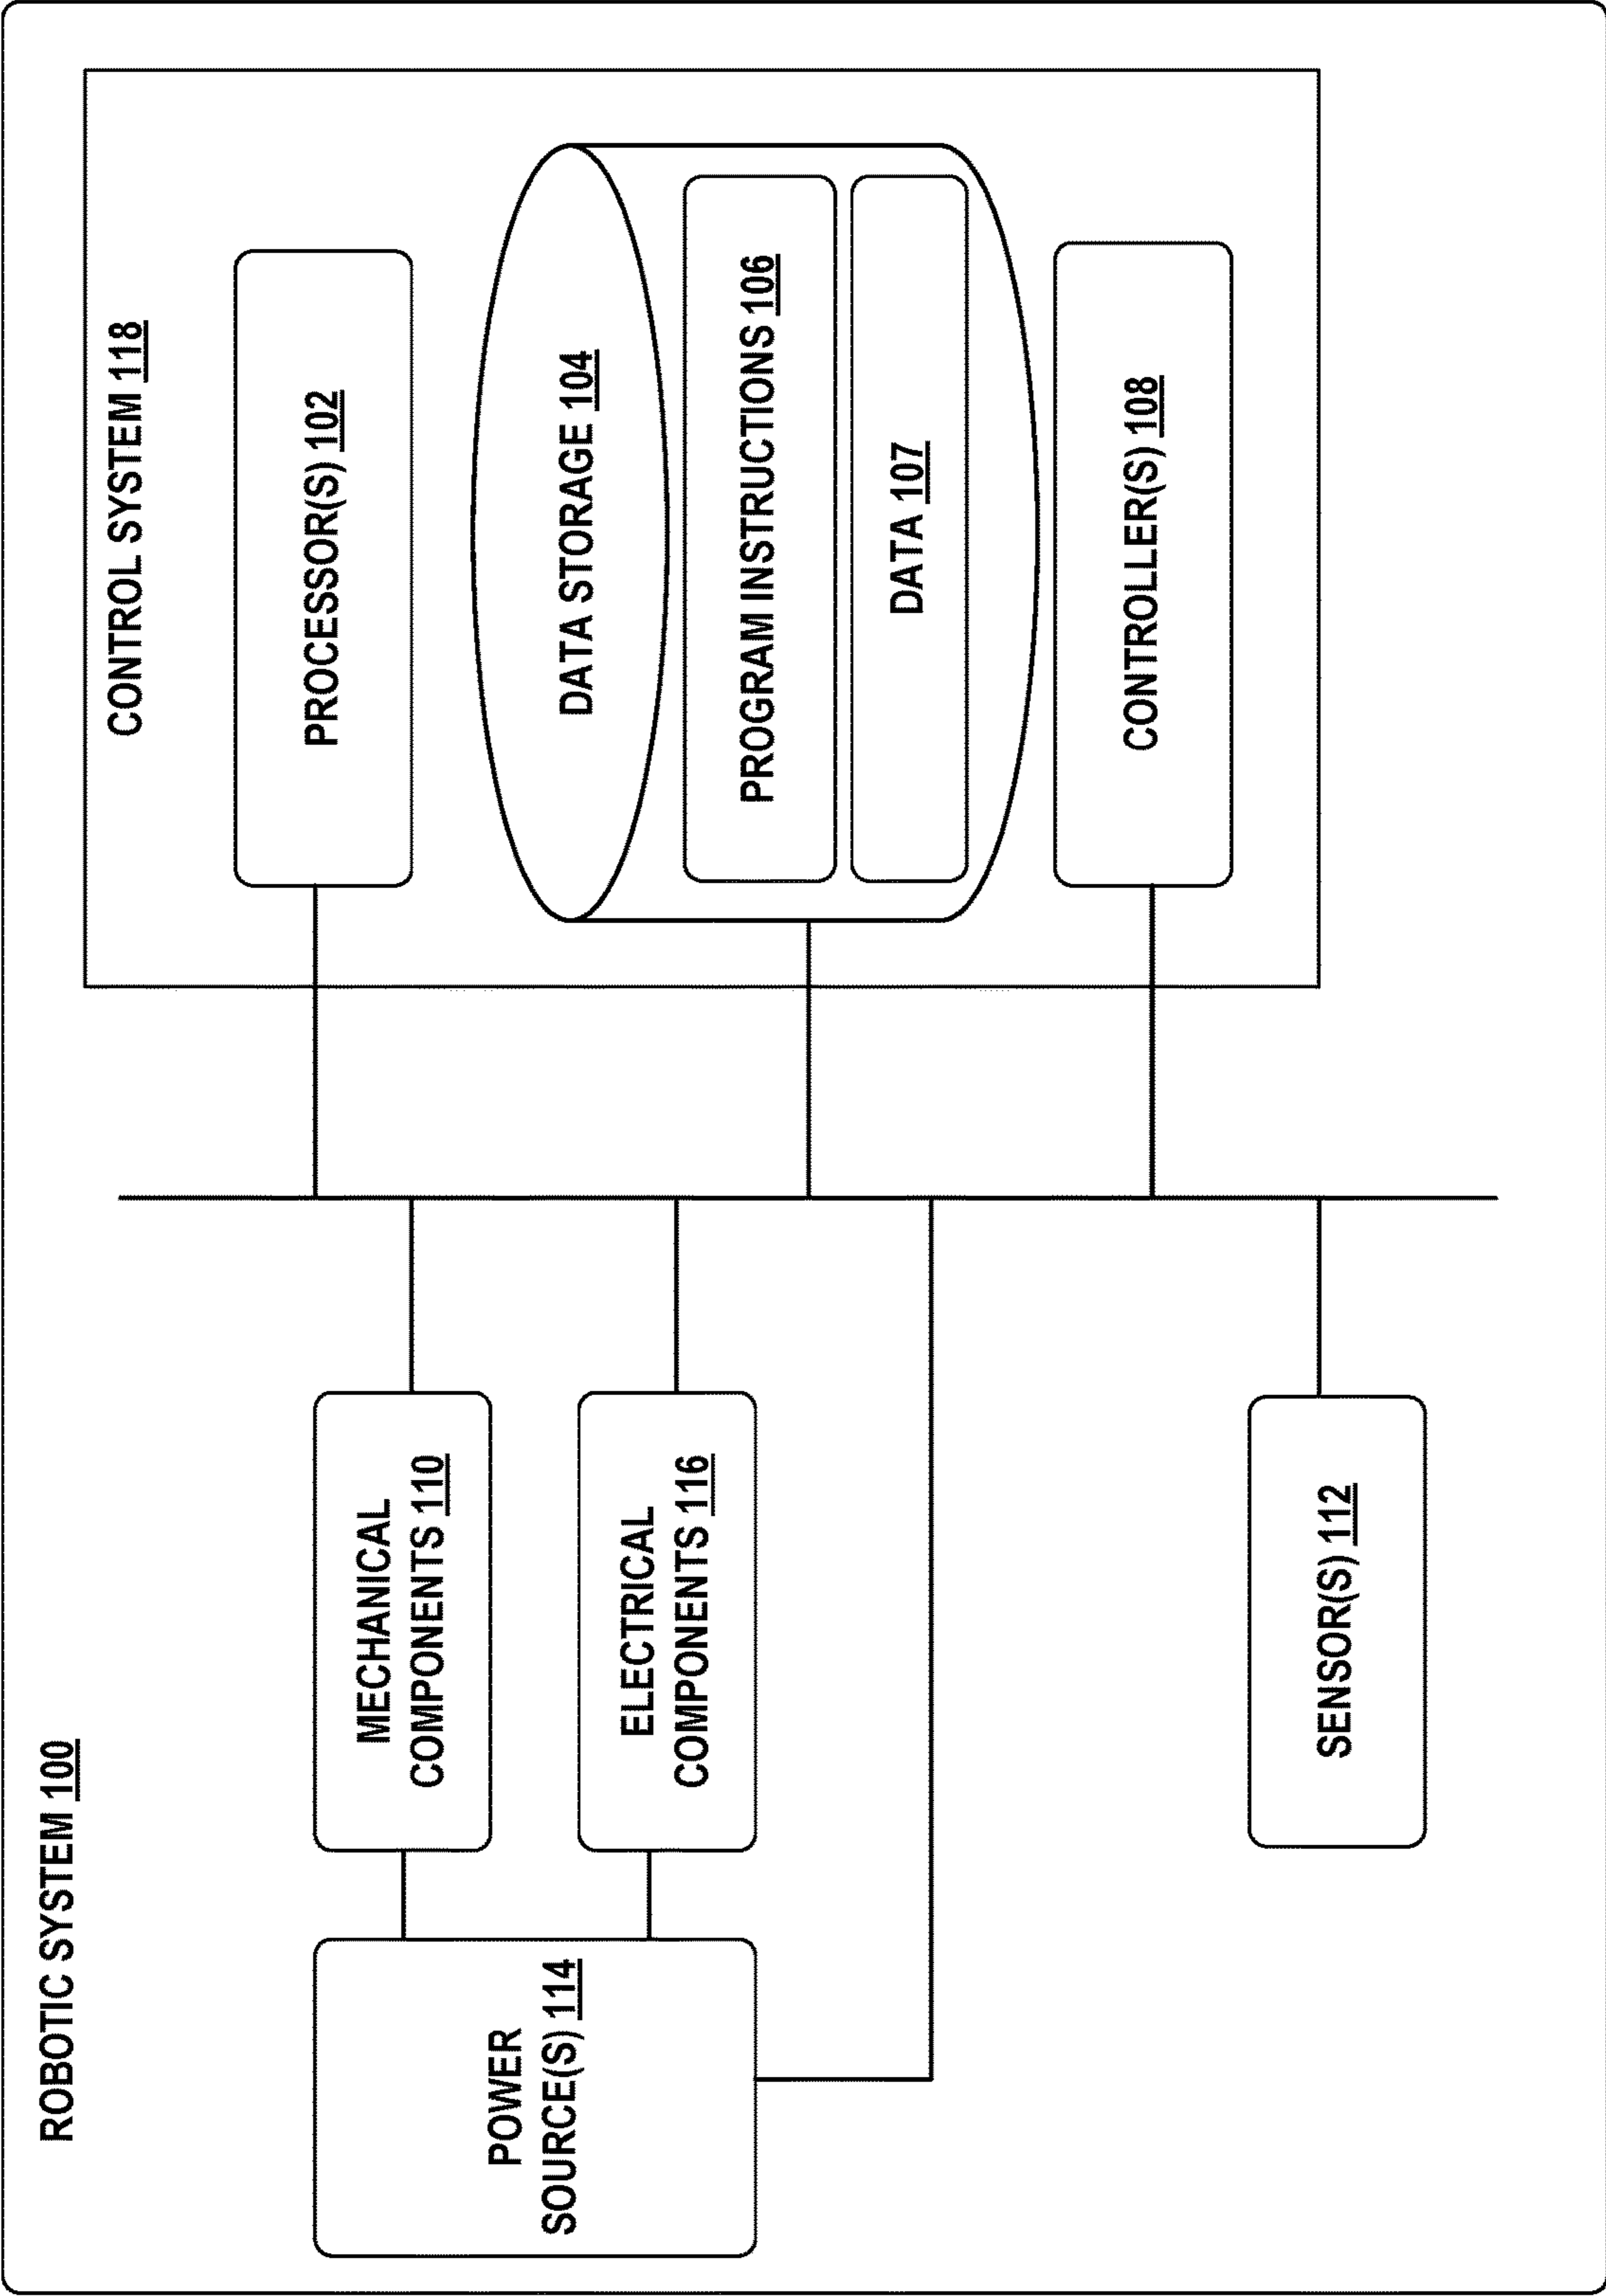 ROBOTIC SYSTEM 100
POWER
SOURCE(S) 114
MECHANICAL
COMPONENTS 110
ELECTRICAL
COMPONENTS 116
SENSOR(S) 112
CONTROL SYSTEM 118
PROCESSOR(S) 102
DATA STORAGE 104
PROGRAM INSTRUCTIONS 106
DATA 107
CONTROLLER(S) 108